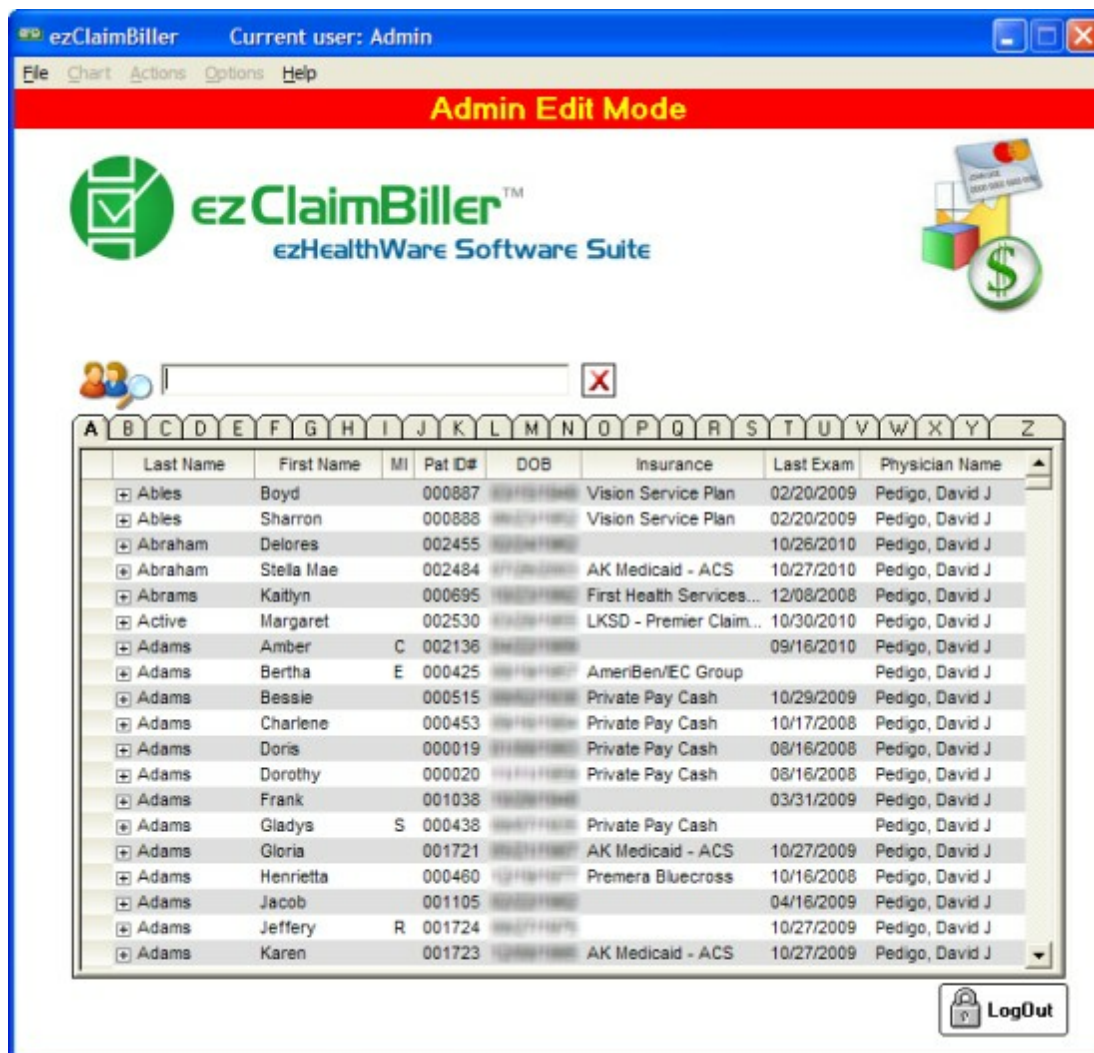 ezClaimBiller Current user: Admin
File Chart Actions Options Help
Admin Edit Mode
ezClaimBiller™
ezHealthWare Software Suite
$
A B C D E F G H I J K L M N O P Q R S T U V W X Y Z
Last Name First Name MI Pat ID# DOB Insurance Last Exam Physician Name
Ables Boyd 000887 Vision Service Plan 02/20/2009 Pedigo, David J
Ables Sharron 000888 Vision Service Plan 02/20/2009 Pedigo, David J
Abraham Delores 002455 10/26/2010 Pedigo, David J
Abraham Stella Mae 002484 AK Medicaid - ACS 10/27/2010 Pedigo, David J
Abrams Kaitlyn 000695 First Health Services... 12/08/2008 Pedigo, David J
Active Margaret 002530 LKSD - Premier Claim... 10/30/2010 Pedigo, David J
Adams Amber C 002136 09/16/2010 Pedigo, David J
Adams Bertha E 000425 AmeriBen/IEC Group Pedigo, David J
Adams Bessie 000515 Private Pay Cash 10/29/2009 Pedigo, David J
Adams Charlene 000453 Private Pay Cash 10/17/2008 Pedigo, David J
Adams Doris 000019 Private Pay Cash 08/16/2008 Pedigo, David J
Adams Dorothy 000020 Private Pay Cash 08/16/2008 Pedigo, David J
Adams Frank 001038 03/31/2009 Pedigo, David J
Adams Gladys S 000438 Private Pay Cash Pedigo, David J
Adams Gloria 001721 AK Medicaid - ACS 10/27/2009 Pedigo, David J
Adams Henrietta 000460 Premera Bluecross 10/16/2008 Pedigo, David J
Adams Jacob 001105 04/16/2009 Pedigo, David J
Adams Jeffery R 001724 10/27/2009 Pedigo, David J
Adams Karen 001723 AK Medicaid - ACS 10/27/2009 Pedigo, David J
LogOut